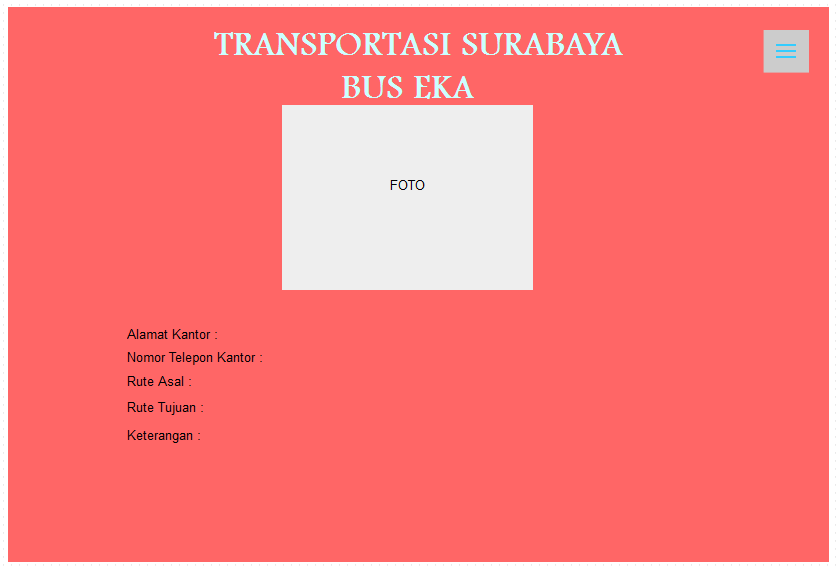 TRANSPORTASI SURABAYA
BUS EKA
FOTO
Alamat Kantor :
Nomor Telepon Kantor :
Rute Asal :
Rute Tujuan :
Keterangan :